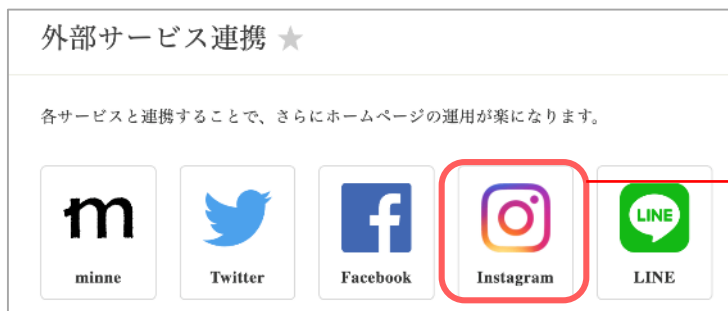 外部サービス連携 ★
各サービスと連携することで、さらにホームページの運用が楽になります。
m
minne
Twitter
Facebook
Instagram
LINE
LINE